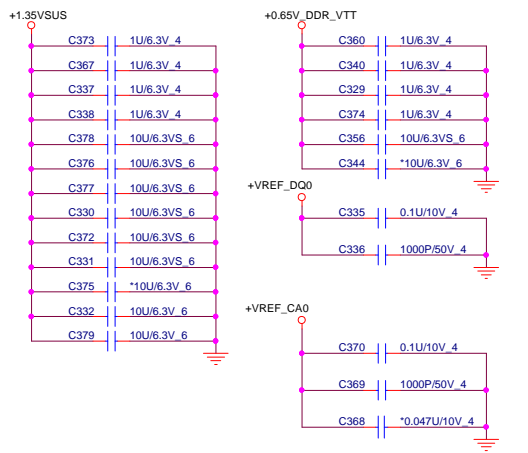 +1.35VSUS
C373 1U/6.3V_4
C367 1U/6.3V_4
C337 1U/6.3V_4
C338 1U/6.3V_4
C378 10U/6.3VS_6
C376 10U/6.3VS_6
C377 10U/6.3VS_6
C330 10U/6.3VS_6
C372 10U/6.3VS_6
C331 10U/6.3VS_6
C375 *10U/6.3V_6
C332 10U/6.3V_6
C379 10U/6.3V_6
+0.65V_DDR_VTT
C360 1U/6.3V_4
C340 1U/6.3V_4
C329 1U/6.3V_4
C374 1U/6.3V_4
C356 10U/6.3VS_6
C344 *10U/6.3V_6
+VREF_DQ0
C335 0.1U/10V_4
C336 1000P/50V_4
+VREF_CA0
C370 0.1U/10V_4
C369 1000P/50V_4
C368 *0.047U/10V_4